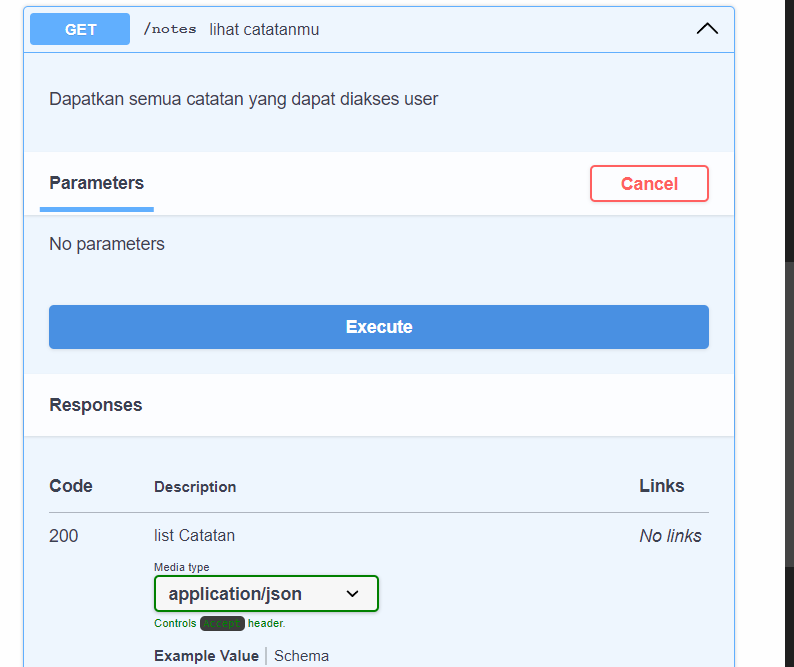 GET /notes lihat catatanmu
Dapatkan semua catatan yang dapat diakses user
Parameters Cancel
No parameters
Execute
Responses
Code Description Links
200 list Catatan No links
Media type
application/json
Controls Accept header.
Example Value | Schema